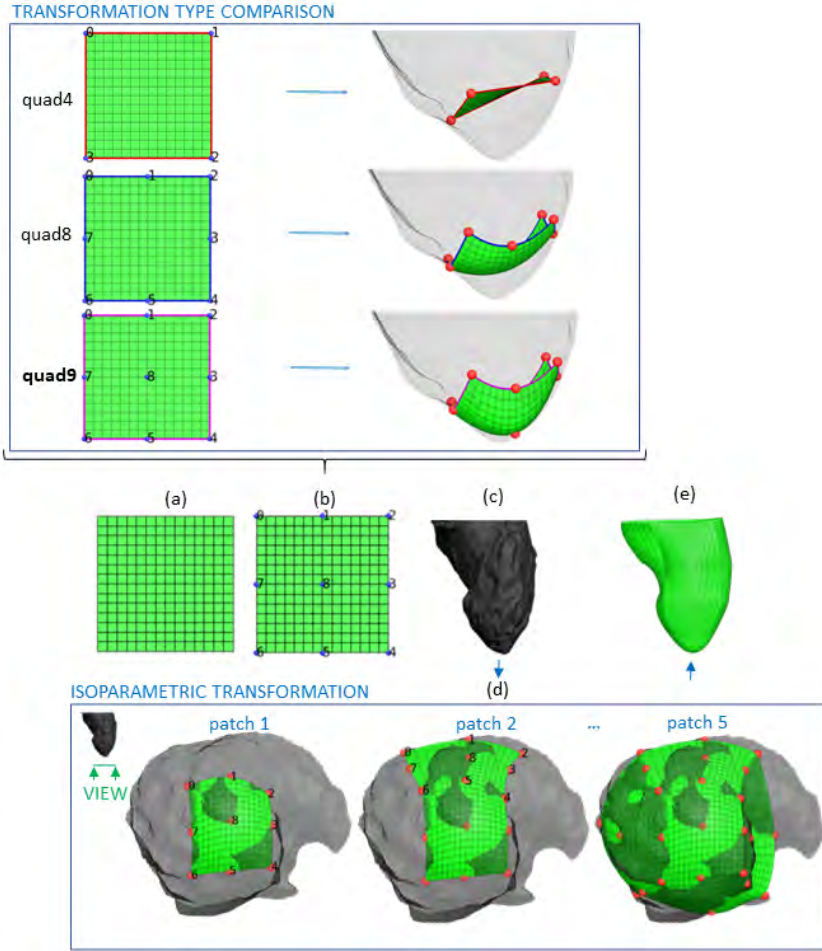 TRANSFORMATION TYPE COMPARISON
0 1
quad4
3 2
0 1 2
quad8
7 3
6 5 4
0 1 2
quad9
7 8 3
6 5 4
(a) (b) (c) (e)
0 1 2
7 8 3
6 5 4
(d)
ISOPARAMETRIC TRANSFORMATION
patch 1 patch 2 ... patch 5
VIEW
0 1 2
7 8 3
6 5 4
0 1 2
7 8 3
6 5 4